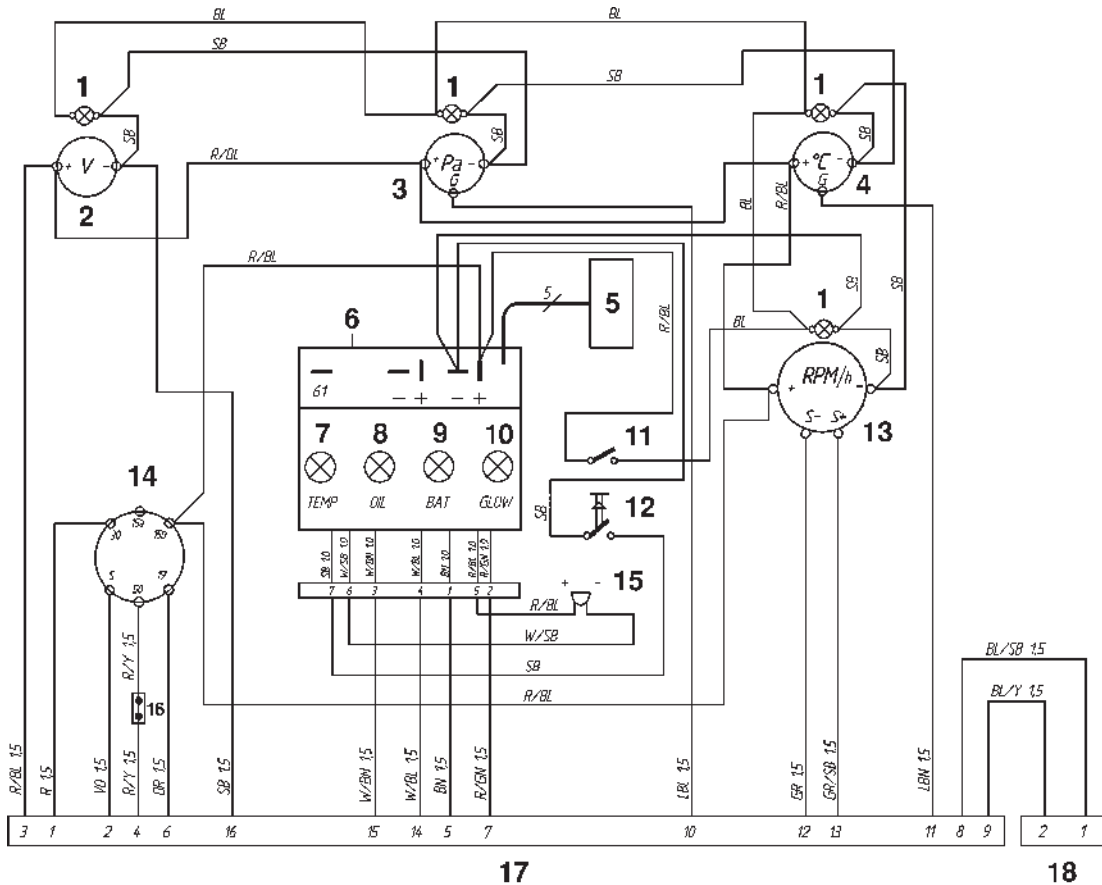 BL
BL
SB
SB
1
1
1
SB
SB
SB
+ V -
R/BL
+ Pa -
G
+ °C -
G
2
3
4
BL
R/BL
R/BL
5
5
R/BL
SB
SB
1
6
BL
SB
61
- +
- +
RPM/h
+ -
S- S+
7 8 9 10
11
13
TEMP OIL BAT GLOW
SB
12
14
30 15a 15b
5 50 17
SB 1.0
W/SB 1.0
W/BN 1.0
W/BL 1.0
BN 1.0
R/BL 1.0
R/GN 1.0
7 6 3 4 1 5 2
+ -
15
R/BL
W/SB
SB
R/BL
R/Y 1,5
16
BL/SB 1,5
BL/Y 1,5
R/BL 1,5
R 1,5
VO 1,5
R/Y 1,5
OR 1,5
SB 1,5
W/BN 1,5
W/BL 1,5
BN 1,5
R/GN 1,5
LBL 1,5
GR 1,5
GR/SB 1,5
LBN 1,5
3 1 2 4 6 16 15 14 5 7 10 12 13 11 8 9
2 1
17
18